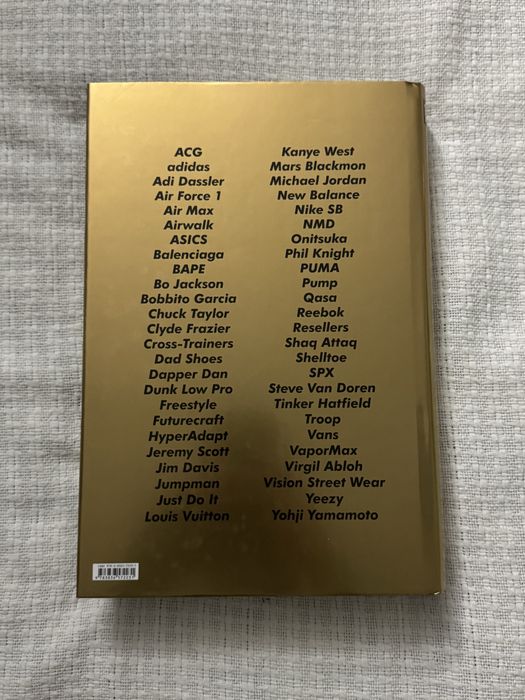 ACG
adidas
Adi Dassler
Air Force 1
Air Max
Airwalk
ASICS
Balenciaga
BAPE
Bo Jackson
Bobbito Garcia
Chuck Taylor
Clyde Frazier
Cross-Trainers
Dad Shoes
Dapper Dan
Dunk Low Pro
Freestyle
Futurecraft
HyperAdapt
Jeremy Scott
Jim Davis
Jumpman
Just Do It
Louis Vuitton
Kanye West
Mars Blackmon
Michael Jordan
New Balance
Nike SB
NMD
Onitsuka
Phil Knight
PUMA
Pump
Qasa
Reebok
Resellers
Shaq Attaq
Shelltoe
SPX
Steve Van Doren
Tinker Hatfield
Troop
Vans
VaporMax
Virgil Abloh
Vision Street Wear
Yeezy
Yohji Yamamoto